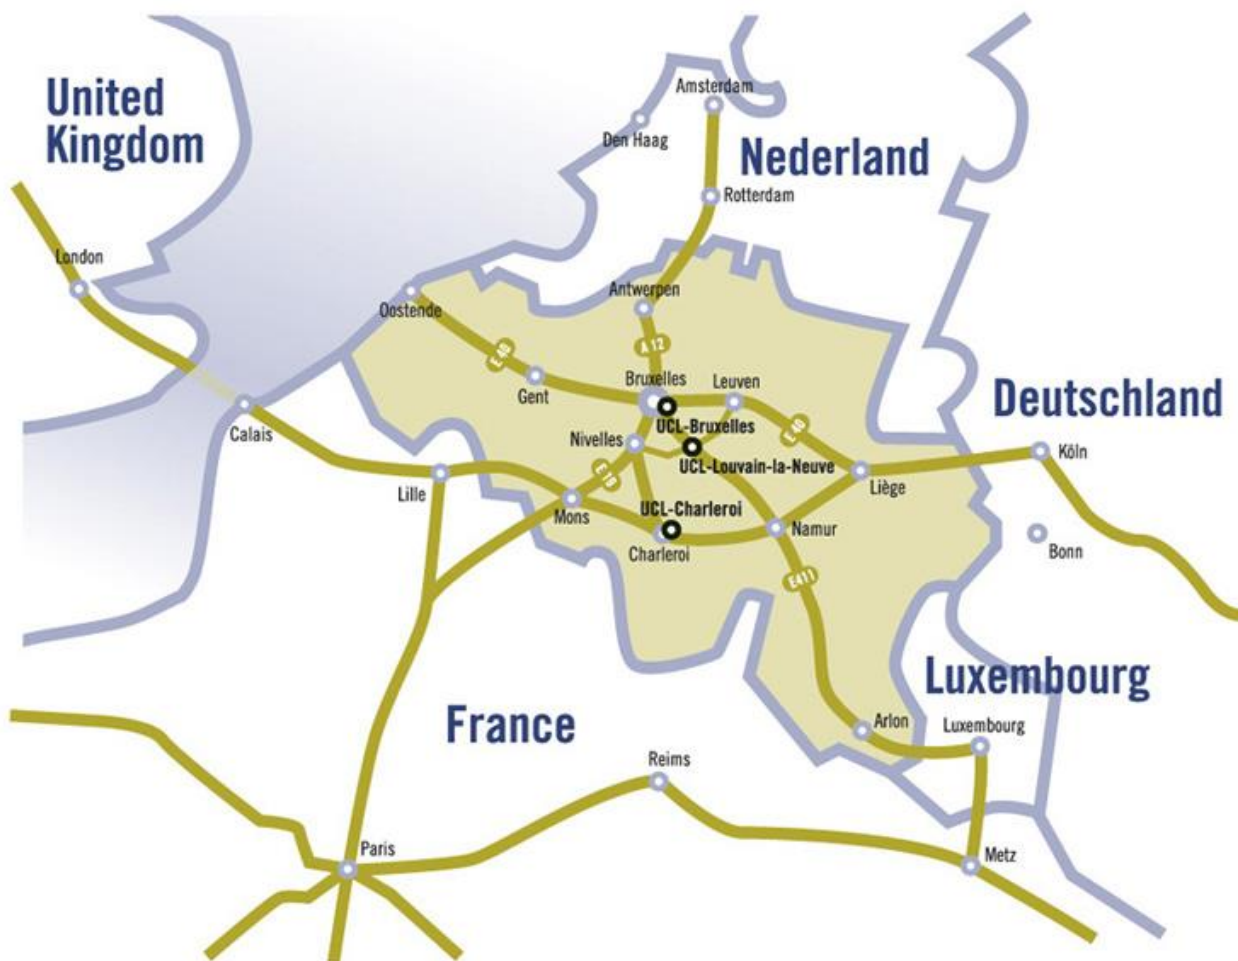 United
Kingdom
Amsterdam
Den Haag
Nederland
Rotterdam
London
Antwerpen
Oostende
A 12
E 40
Bruxelles
Leuven
Gent
Deutschland
Calais
UCL-Bruxelles
E 40
Nivelles
Köln
UCL-Louvain-la-Neuve
Lille
Liège
UCL-Charleroi
Mons
Namur
Charleroi
Bonn
E411
Luxembourg
France
Arlon
Luxembourg
Reims
Paris
Metz